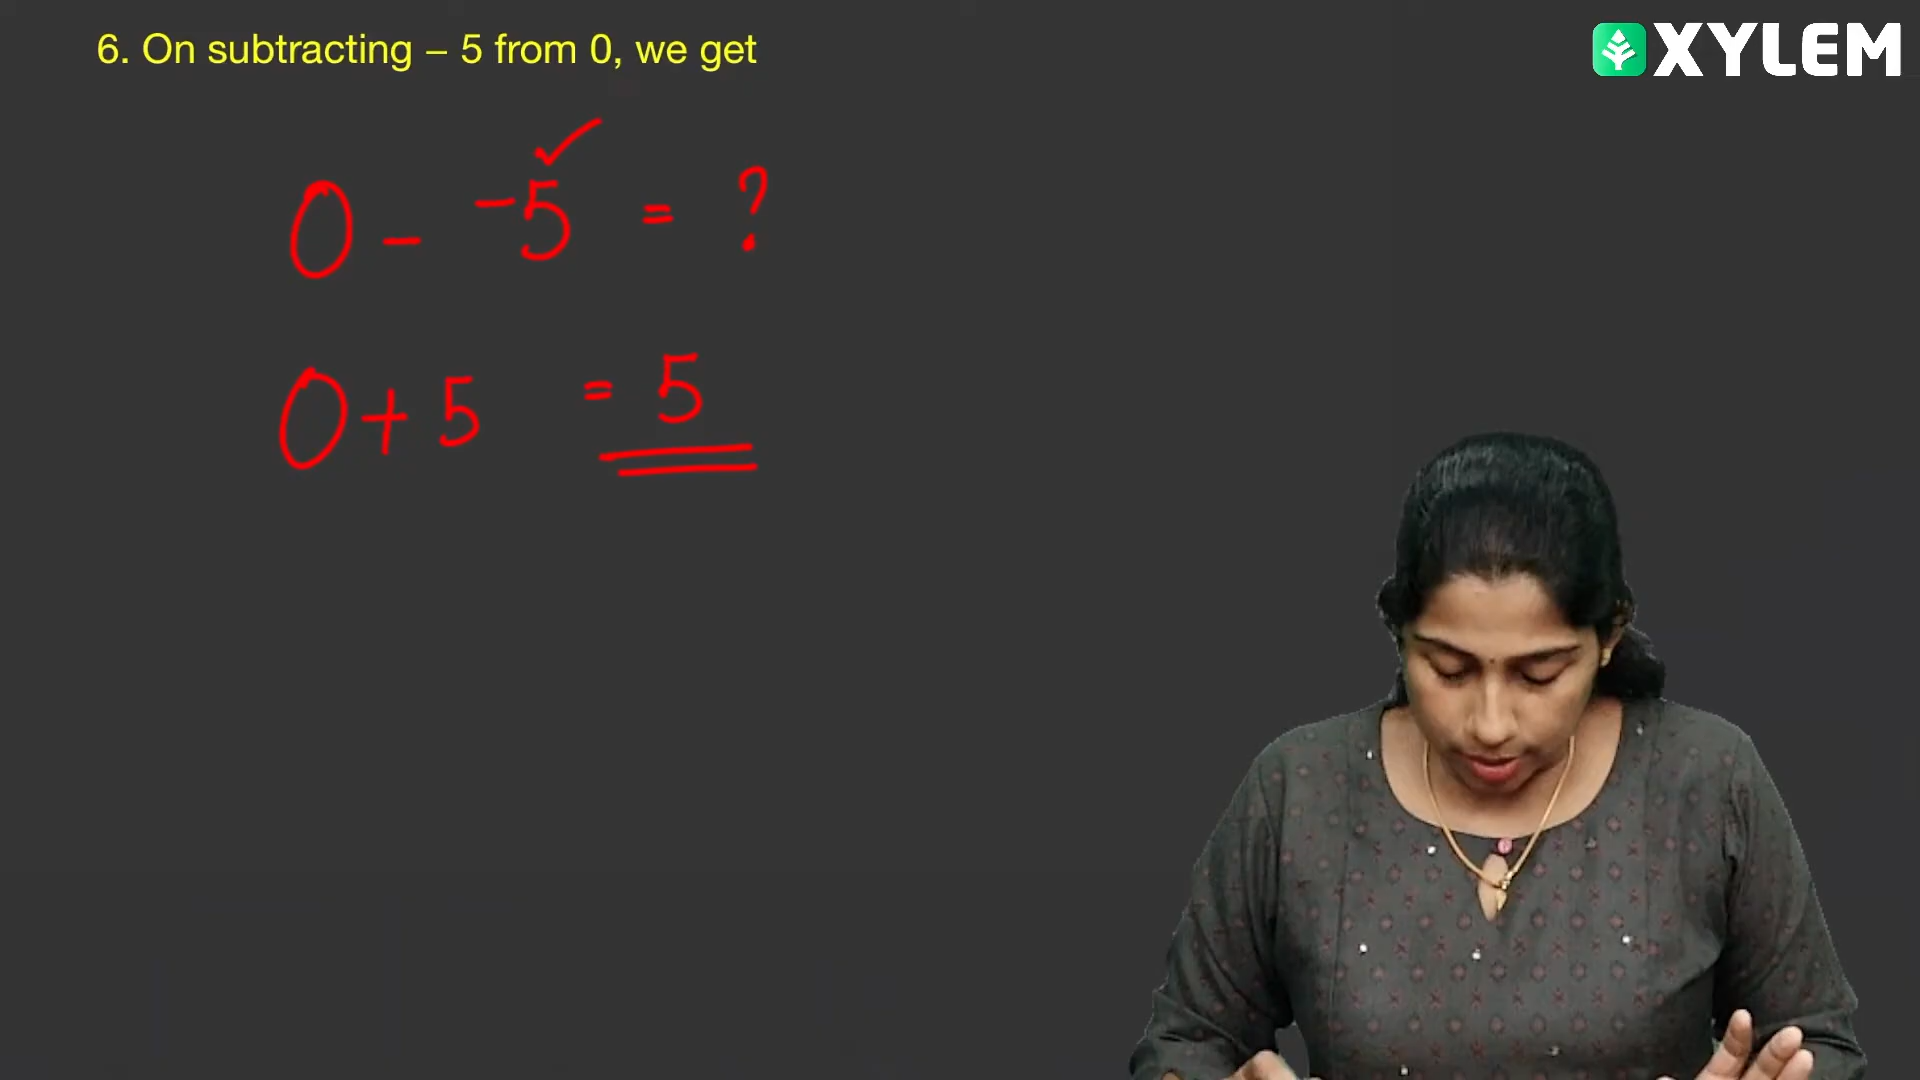 6. On subtracting – 5 from 0, we get
XYLEM
0 - -5 = ?
0 + 5 = 5